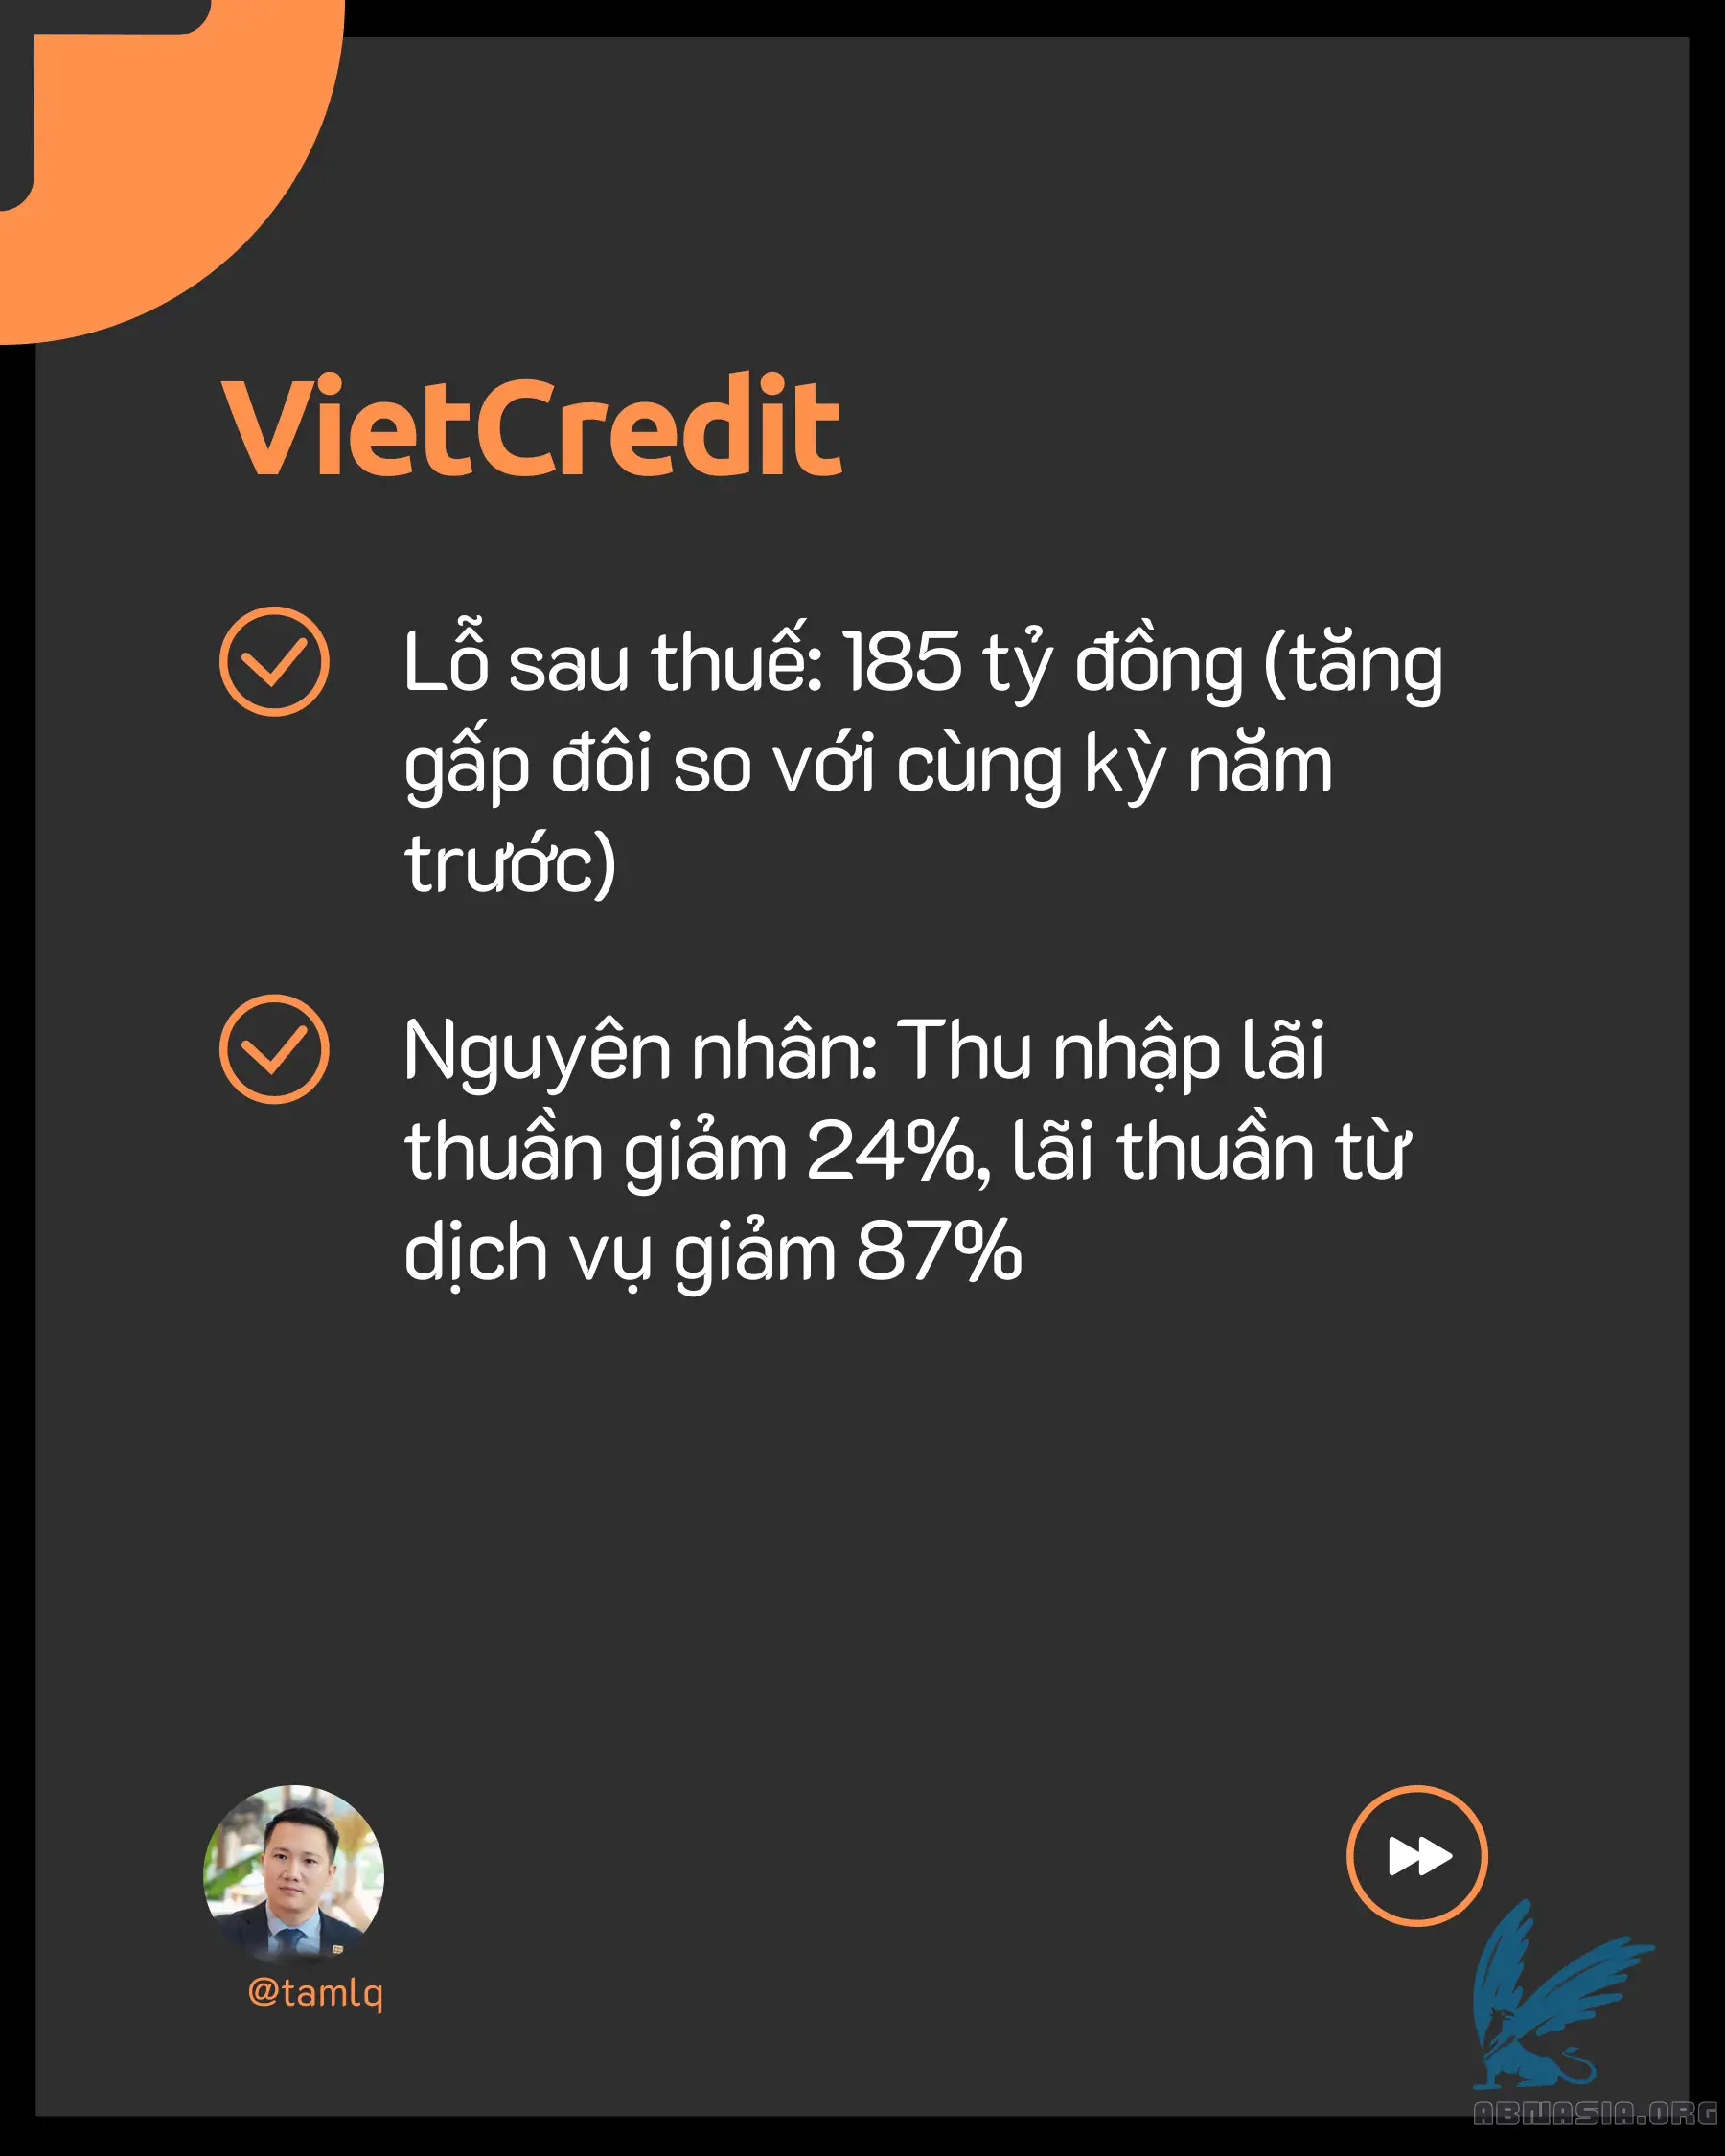 VietCredit
Lỗ sau thuế: 185 tỷ đồng (tăng
gấp đôi so với cùng kỳ năm
trước)
Nguyên nhân: Thu nhập lãi
thuần giảm 24%, lãi thuần từ
dịch vụ giảm 87%
@tamlq
ABNASIA.ORG